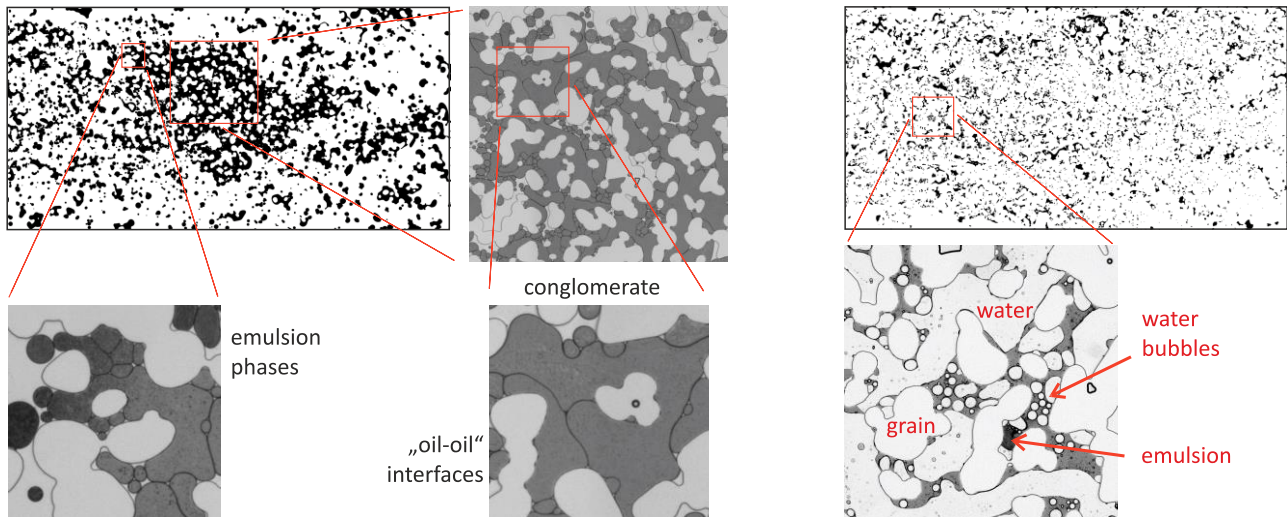 conglomerate
emulsion
phases
„oil-oil“
interfaces
water
water
bubbles
grain
emulsion